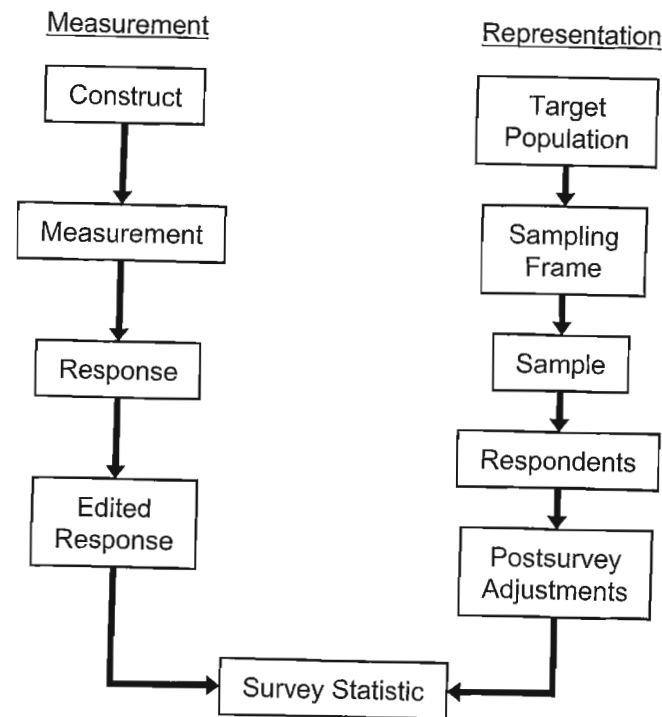 Measurement
Construct
Measurement
Response
Edited
Response
Representation
Target
Population
Sampling
Frame
Sample
Respondents
Postsurvey
Adjustments
Survey Statistic